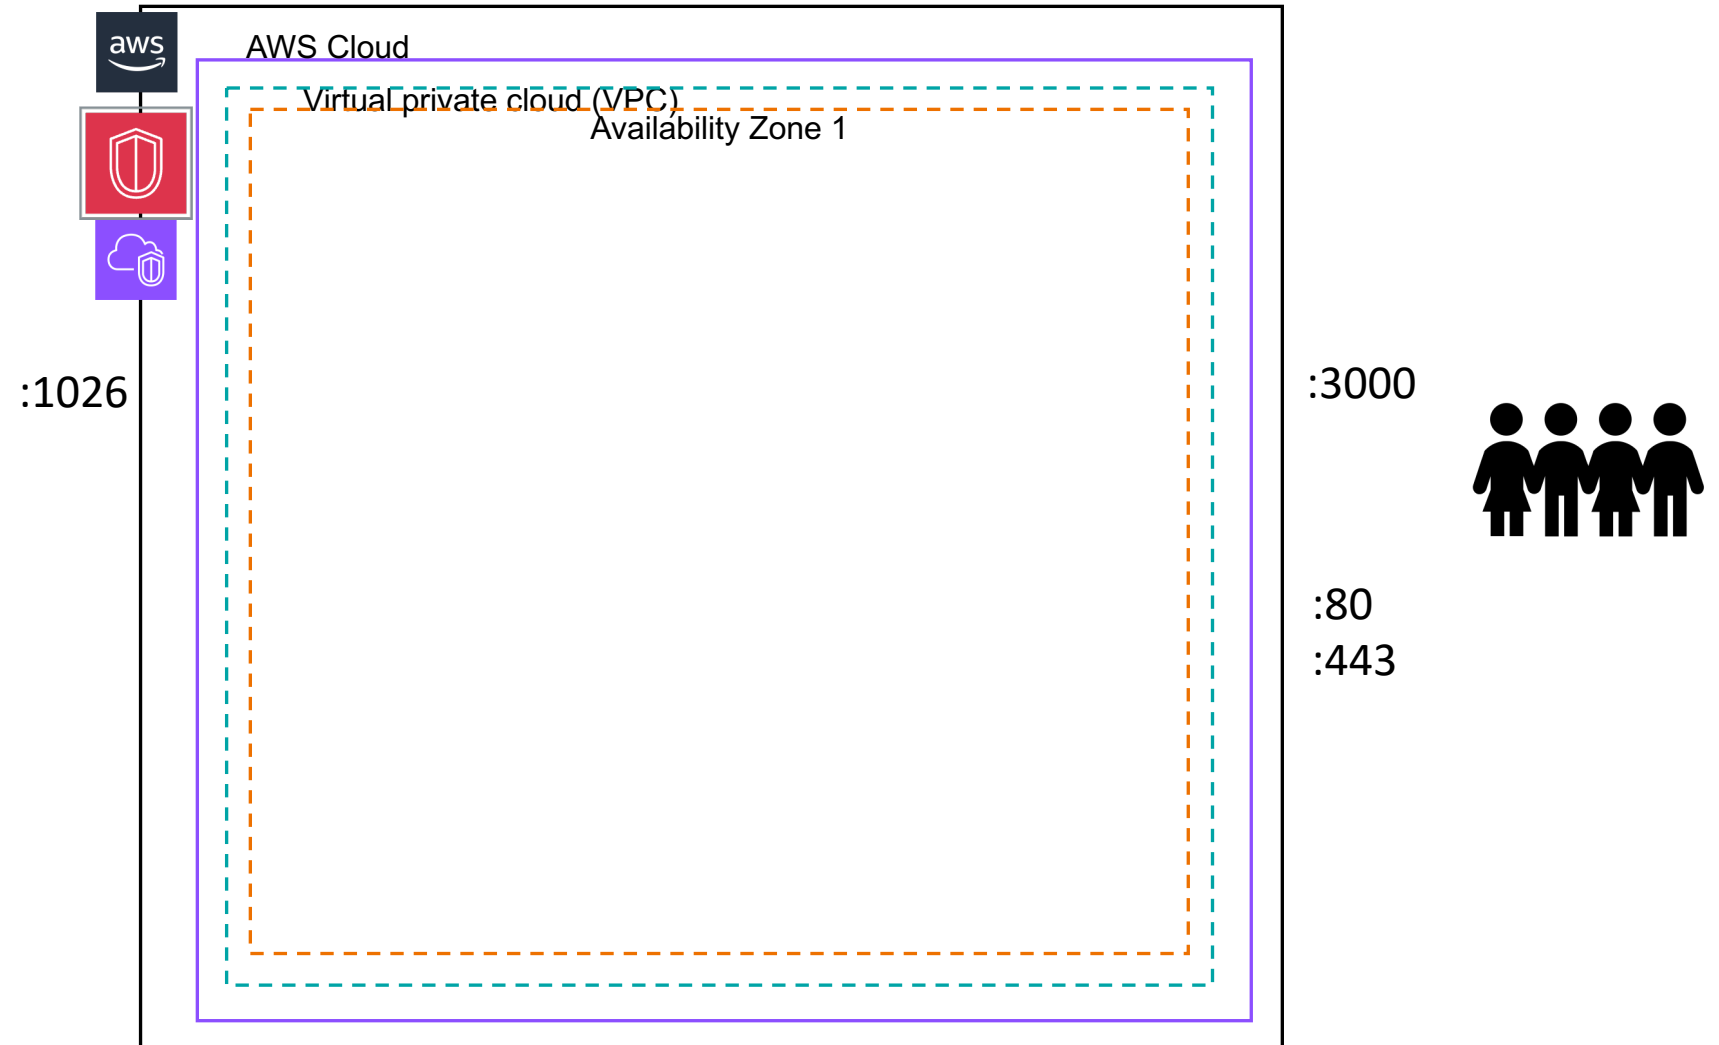 aws
AWS Cloud
Virtual private cloud (VPC)
Availability Zone 1
:1026
:3000
:80
:443